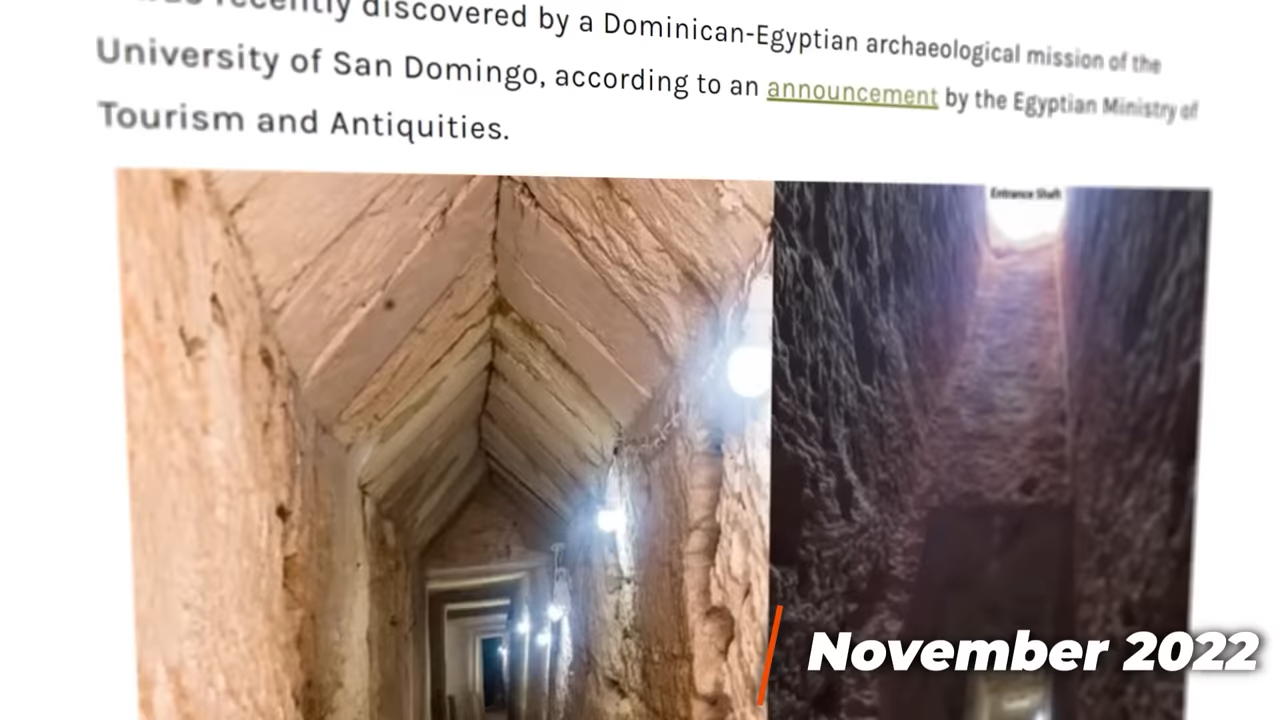 recently discovered by a Dominican-Egyptian archaeological mission of the
University of San Domingo, according to an announcement by the Egyptian Ministry of
Tourism and Antiquities.
Entrance Shaft
November 2022